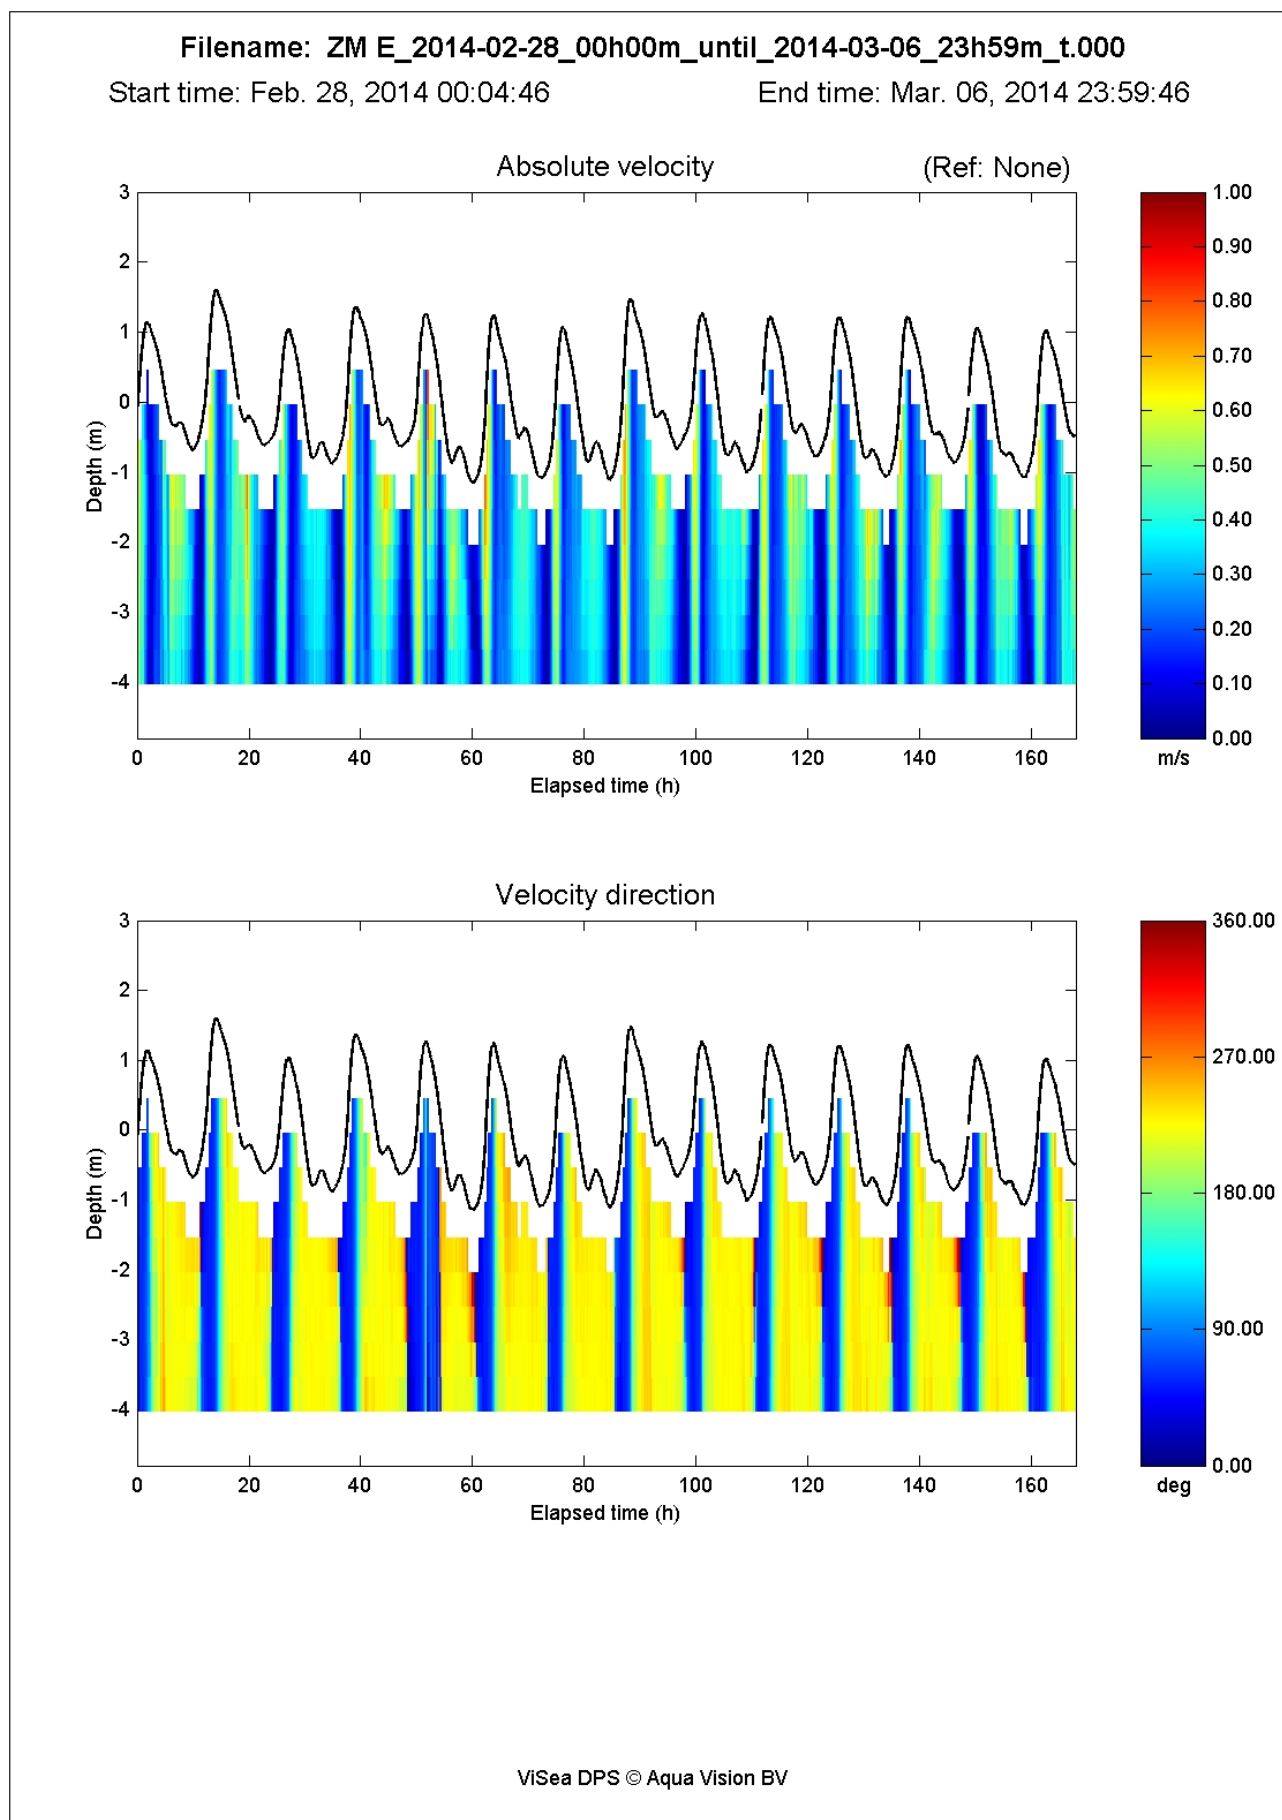 Filename: ZM E_2014-02-28_00h00m_until_2014-03-06_23h59m_t.000
Start time: Feb. 28, 2014 00:04:46 End time: Mar. 06, 2014 23:59:46
Absolute velocity (Ref: None)
3
2
1
0
-1
-2
-3
-4
Depth (m)
0 20 40 60 80 100 120 140 160
Elapsed time (h)
1.00
0.90
0.80
0.70
0.60
0.50
0.40
0.30
0.20
0.10
0.00
m/s
Velocity direction
3
2
1
0
-1
-2
-3
-4
Depth (m)
0 20 40 60 80 100 120 140 160
Elapsed time (h)
360.00
270.00
180.00
90.00
0.00
deg
ViSea DPS © Aqua Vision BV